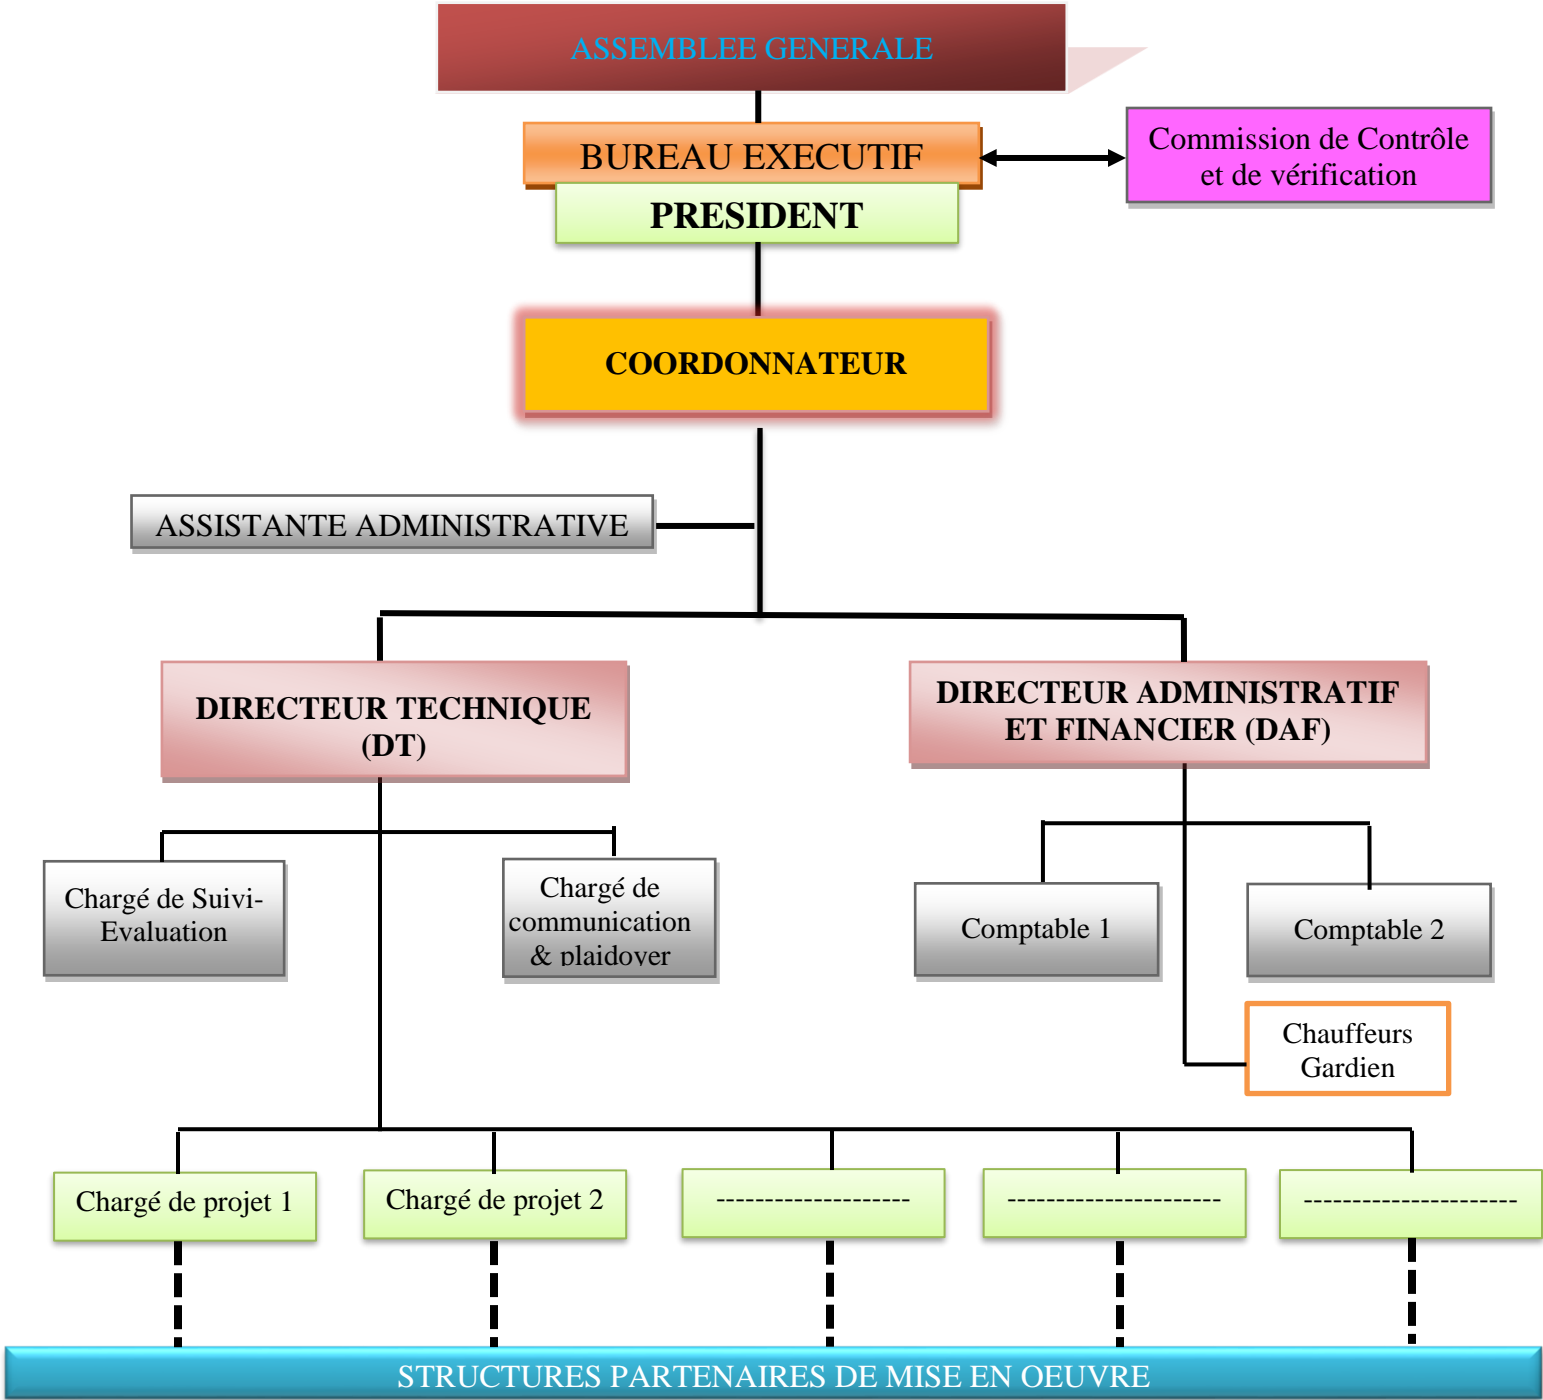 ASSEMBLEE GENERALE
BUREAU EXECUTIF
Commission de Contrôle
et de vérification
PRESIDENT
COORDONNATEUR
ASSISTANTE ADMINISTRATIVE
DIRECTEUR TECHNIQUE
(DT)
DIRECTEUR ADMINISTRATIF
ET FINANCIER (DAF)
Chargé de Suivi-
Evaluation
Chargé de
communication
& plaidoyer
Comptable 1
Comptable 2
Chauffeurs
Gardien
Chargé de projet 1
Chargé de projet 2
---------------------
----------------------
----------------------
STRUCTURES PARTENAIRES DE MISE EN OEUVRE